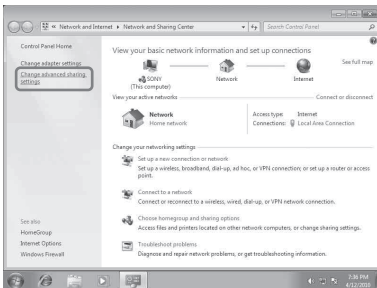 « Network and Internet ▸ Network and Sharing Center
Search Control Panel
Control Panel Home
Change adapter settings
Change advanced sharing
settings
View your basic network information and set up connections
See full map
SONY
(This computer)
Network
Internet
View your active networks
Connect or disconnect
Network
Home network
Access type: Internet
Connections: Local Area Connection
Change your networking settings
Set up a new connection or network
Set up a wireless, broadband, dial-up, ad hoc, or VPN connection; or set up a router or access
point.
Connect to a network
Connect or reconnect to a wireless, wired, dial-up, or VPN network connection.
Choose homegroup and sharing options
Access files and printers located on other network computers, or change sharing settings.
Troubleshoot problems
Diagnose and repair network problems, or get troubleshooting information.
See also
HomeGroup
Internet Options
Windows Firewall
7:36 PM
4/12/2010